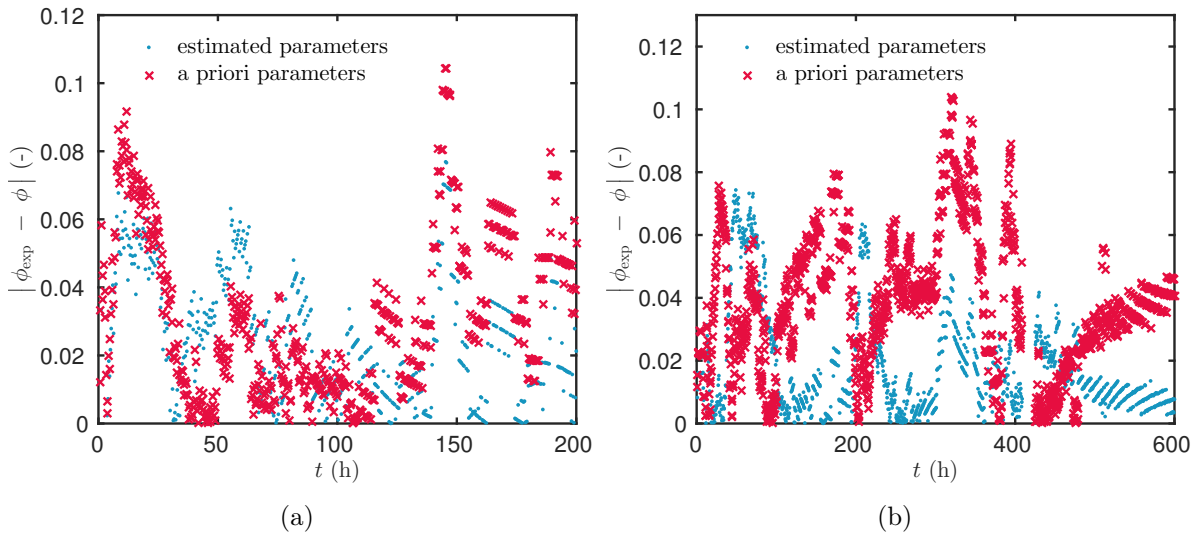 0.12
0.1
0.08
0.06
0.04
0.02
0
| ϕexp − ϕ | (-)
estimated parameters
a priori parameters
0 50 100 150 200
t (h)
(a)
0.12
0.1
0.08
0.06
0.04
0.02
0
| ϕexp − ϕ | (-)
estimated parameters
a priori parameters
0 200 400 600
t (h)
(b)